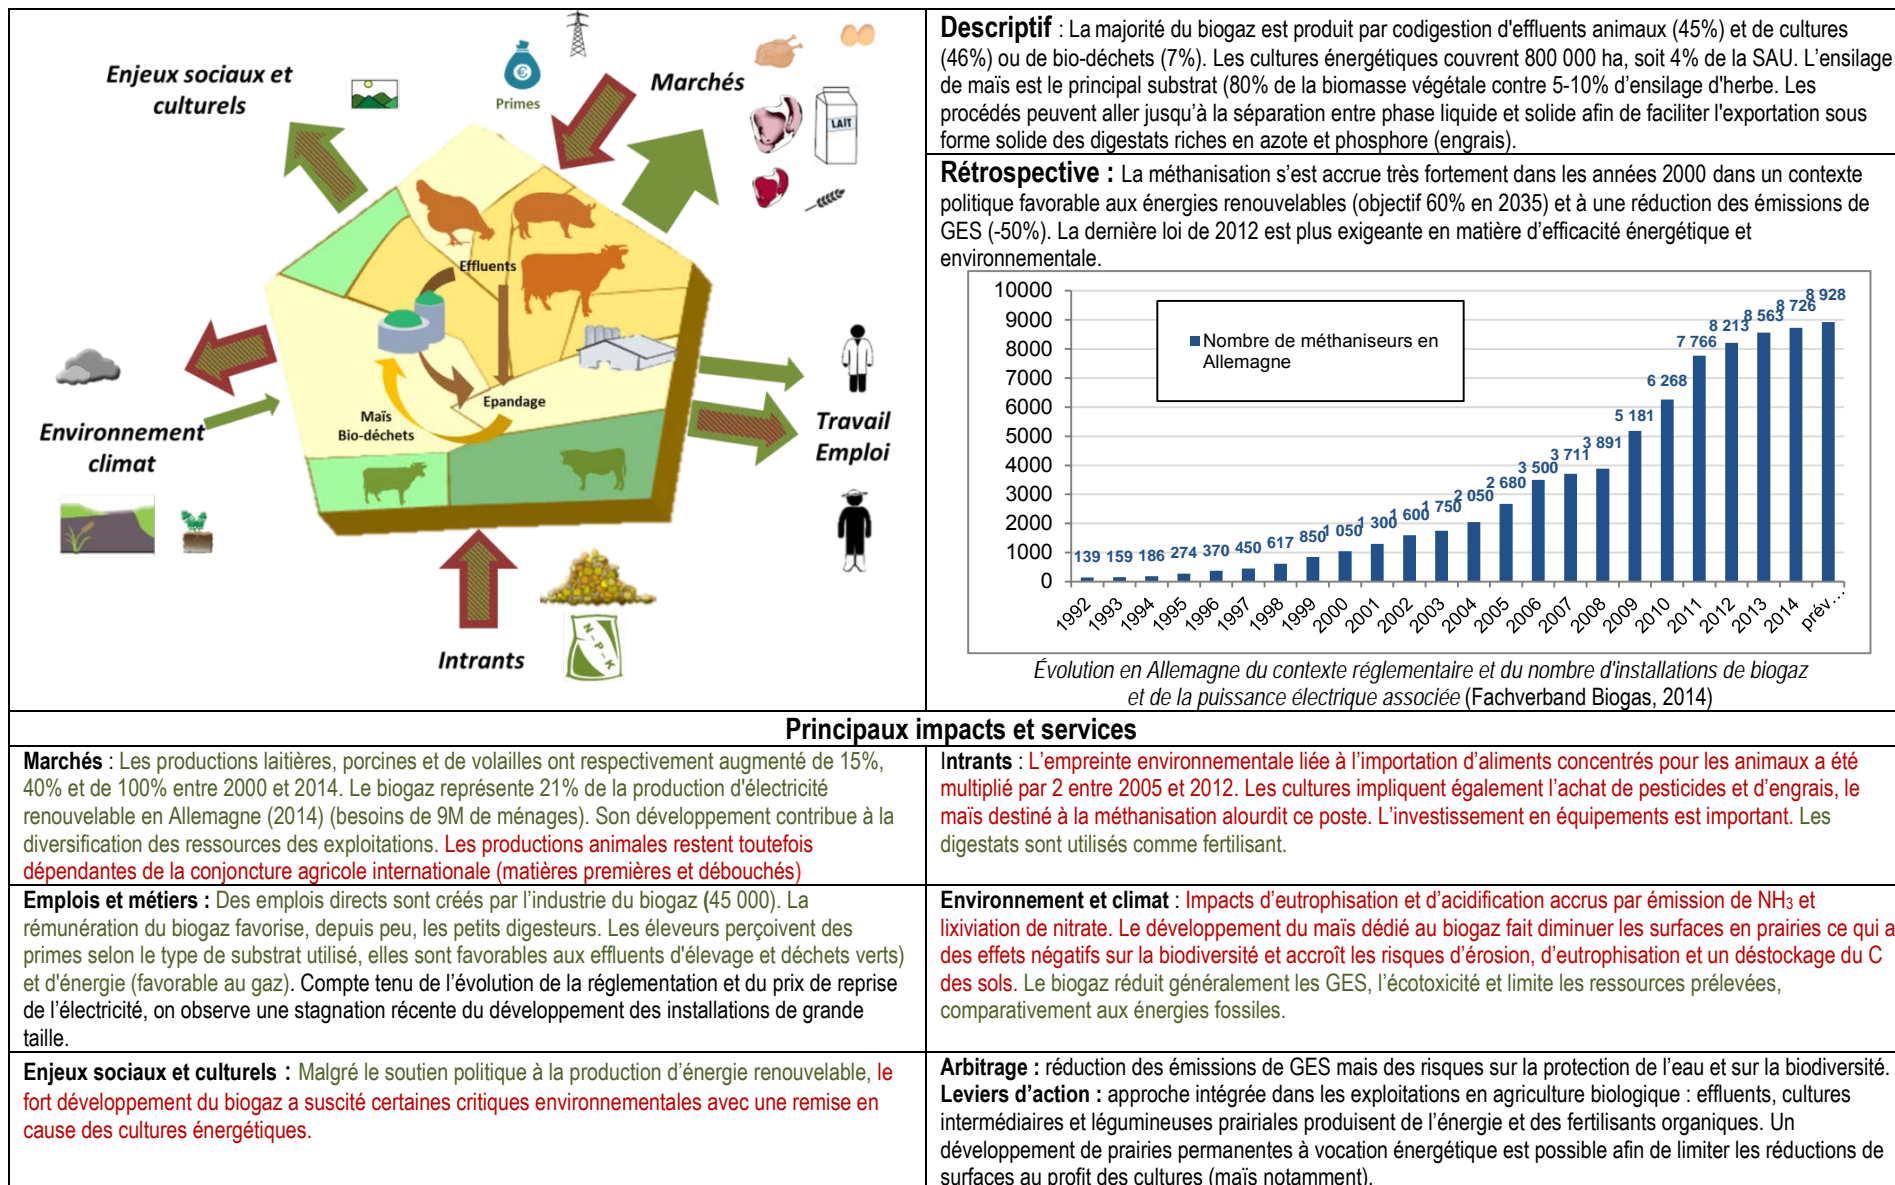 Enjeux sociaux et
culturels
Primes
Marchés
LAIT
Effluents
Epandage
Maïs
Bio-déchets
Environnement
climat
Travail
Emploi
Intrants
N-P-K
Descriptif : La majorité du biogaz est produit par codigestion d'effluents animaux (45%) et de cultures
(46%) ou de bio-déchets (7%). Les cultures énergétiques couvrent 800 000 ha, soit 4% de la SAU. L'ensilage
de maïs est le principal substrat (80% de la biomasse végétale contre 5-10% d'ensilage d'herbe. Les
procédés peuvent aller jusqu'à la séparation entre phase liquide et solide afin de faciliter l'exportation sous
forme solide des digestats riches en azote et phosphore (engrais).
Rétrospective : La méthanisation s'est accrue très fortement dans les années 2000 dans un contexte
politique favorable aux énergies renouvelables (objectif 60% en 2035) et à une réduction des émissions de
GES (-50%). La dernière loi de 2012 est plus exigeante en matière d'efficacité énergétique et
environnementale.
10000
9000
8000
7000
6000
5000
4000
3000
2000
1000
0
Nombre de méthaniseurs en
Allemagne
139 159 186 274 370 450 617 850 1 050 1 300 1 600 1 750 2 050 2 680 3 500 3 711 3 891 5 181 6 268 7 766 8 213 8 563 8 726 8 928
1992 1993 1994 1995 1996 1997 1998 1999 2000 2001 2002 2003 2004 2005 2006 2007 2008 2009 2010 2011 2012 2013 2014 prév…
Évolution en Allemagne du contexte réglementaire et du nombre d'installations de biogaz
et de la puissance électrique associée (Fachverband Biogas, 2014)
Principaux impacts et services
Marchés : Les productions laitières, porcines et de volailles ont respectivement augmenté de 15%,
40% et de 100% entre 2000 et 2014. Le biogaz représente 21% de la production d'électricité
renouvelable en Allemagne (2014) (besoins de 9M de ménages). Son développement contribue à la
diversification des ressources des exploitations. Les productions animales restent toutefois
dépendantes de la conjoncture agricole internationale (matières premières et débouchés)
Intrants : L'empreinte environnementale liée à l'importation d'aliments concentrés pour les animaux a été
multiplié par 2 entre 2005 et 2012. Les cultures impliquent également l'achat de pesticides et d'engrais, le
maïs destiné à la méthanisation alourdit ce poste. L'investissement en équipements est important. Les
digestats sont utilisés comme fertilisant.
Emplois et métiers : Des emplois directs sont créés par l'industrie du biogaz (45 000). La
rémunération du biogaz favorise, depuis peu, les petits digesteurs. Les éleveurs perçoivent des
primes selon le type de substrat utilisé, elles sont favorables aux effluents d'élevage et déchets verts)
et d'énergie (favorable au gaz). Compte tenu de l'évolution de la réglementation et du prix de reprise
de l'électricité, on observe une stagnation récente du développement des installations de grande
taille.
Environnement et climat : Impacts d'eutrophisation et d'acidification accrus par émission de NH3 et
lixiviation de nitrate. Le développement du maïs dédié au biogaz fait diminuer les surfaces en prairies ce qui a
des effets négatifs sur la biodiversité et accroît les risques d'érosion, d'eutrophisation et un déstockage du C
des sols. Le biogaz réduit généralement les GES, l'écotoxicité et limite les ressources prélevées,
comparativement aux énergies fossiles.
Enjeux sociaux et culturels : Malgré le soutien politique à la production d'énergie renouvelable, le
fort développement du biogaz a suscité certaines critiques environnementales avec une remise en
cause des cultures énergétiques.
Arbitrage : réduction des émissions de GES mais des risques sur la protection de l'eau et sur la biodiversité.
Leviers d'action : approche intégrée dans les exploitations en agriculture biologique : effluents, cultures
intermédiaires et légumineuses prairiales produisent de l'énergie et des fertilisants organiques. Un
développement de prairies permanentes à vocation énergétique est possible afin de limiter les réductions de
surfaces au profit des cultures (maïs notamment).